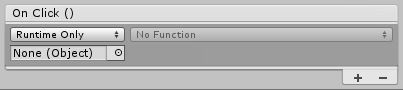 On Click ()
Runtime Only No Function
None (Object)